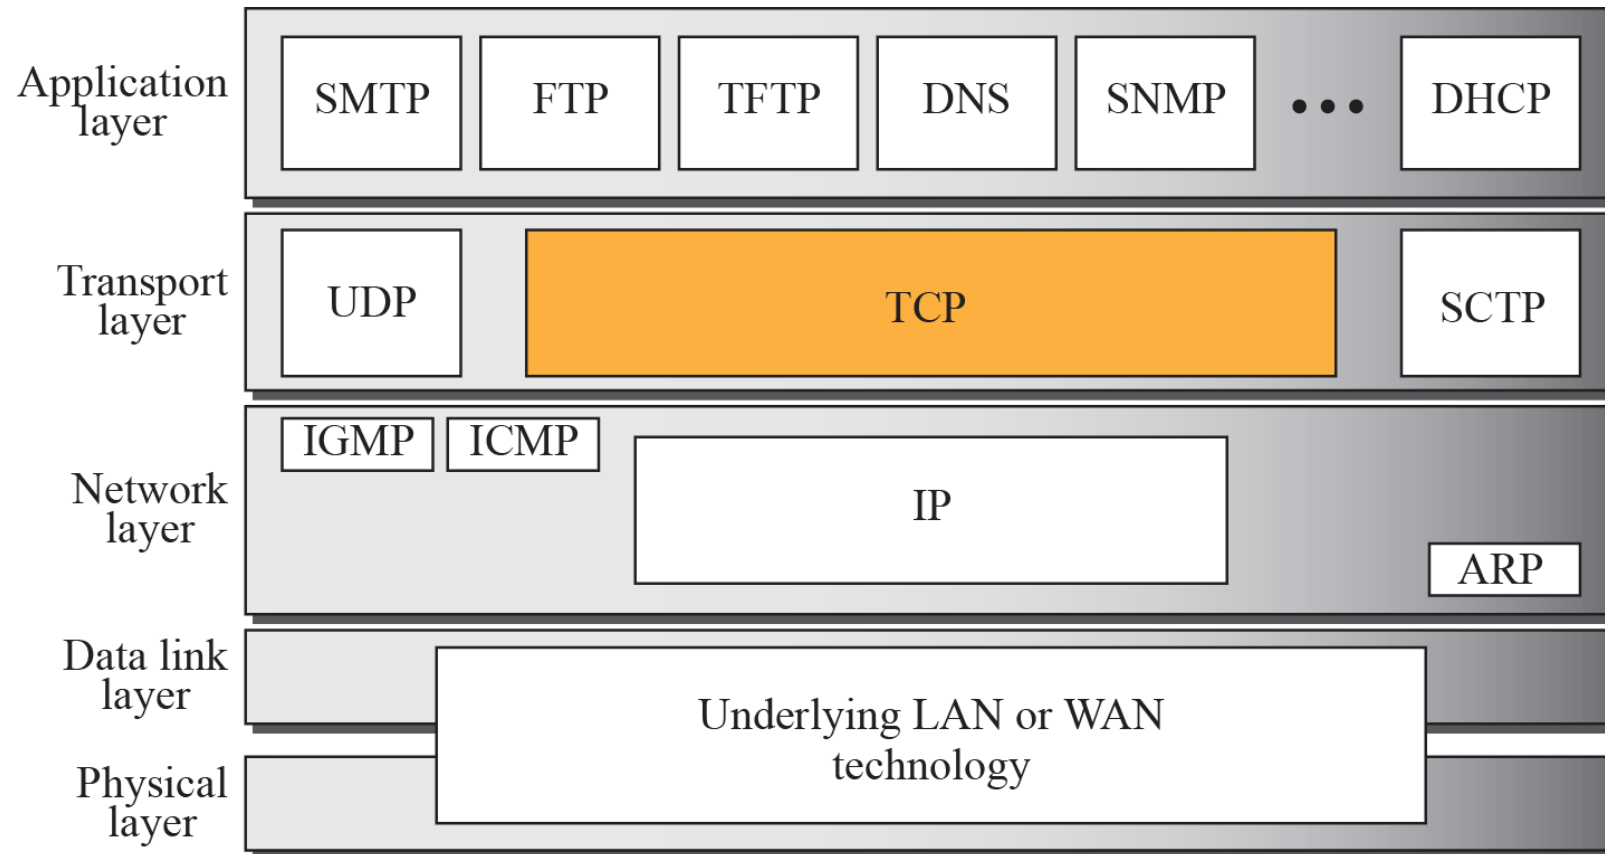 Application
layer
SMTP
FTP
TFTP
DNS
SNMP
•••
DHCP
Transport
layer
UDP
TCP
SCTP
Network
layer
IGMP
ICMP
IP
ARP
Data link
layer
Underlying LAN or WAN
technology
Physical
layer